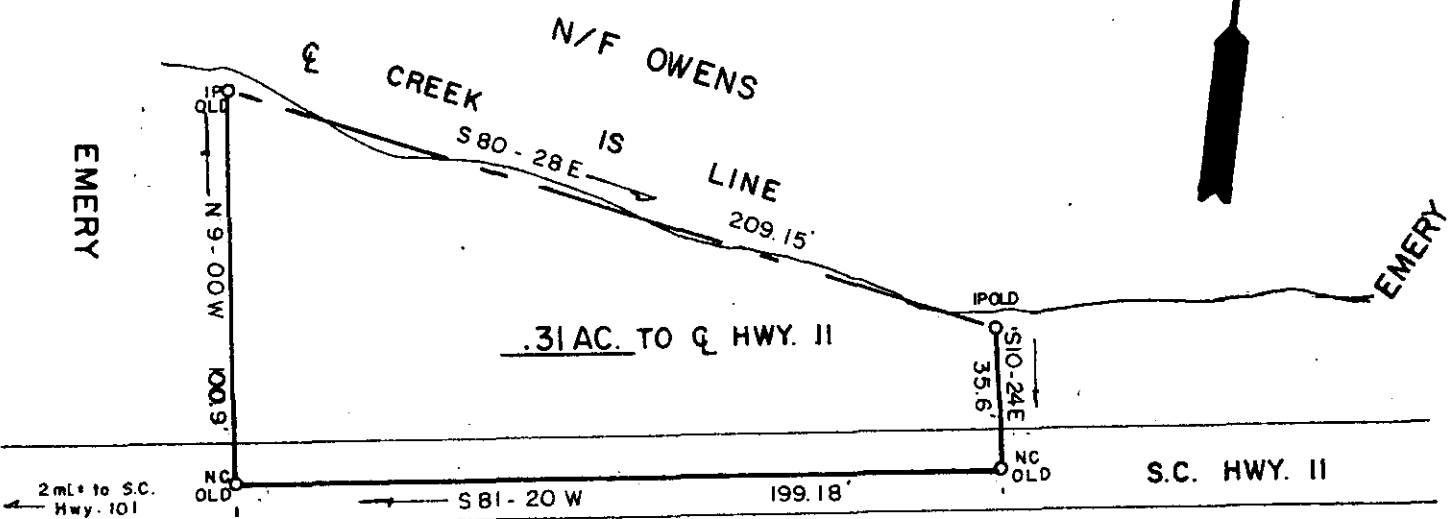 N/F OWENS
℄ CREEK IS LINE
IP
OLD
S 80 - 28 E
209.15'
EMERY
N 9-00 W
100.9'
EMERY
IPOLD
.31 AC. TO ℄ HWY. 11
S10-24E
35.6'
NC
OLD
NC
OLD
S.C. HWY. 11
2 mi.± to S.C.
Hwy. 101
S 81 - 20 W
199.18'